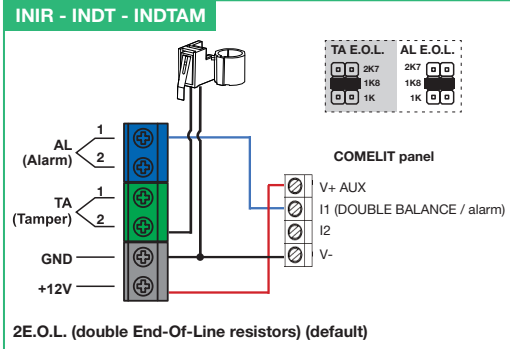 INIR - INDT - INDTAM
TA E.O.L. AL E.O.L.
2K7 2K7
1K8 1K8
1K 1K
AL
(Alarm)
1
2
TA
(Tamper)
1
2
GND
+12V
COMELIT panel
V+ AUX
I1 (DOUBLE BALANCE / alarm)
I2
V-
2E.O.L. (double End-Of-Line resistors) (default)